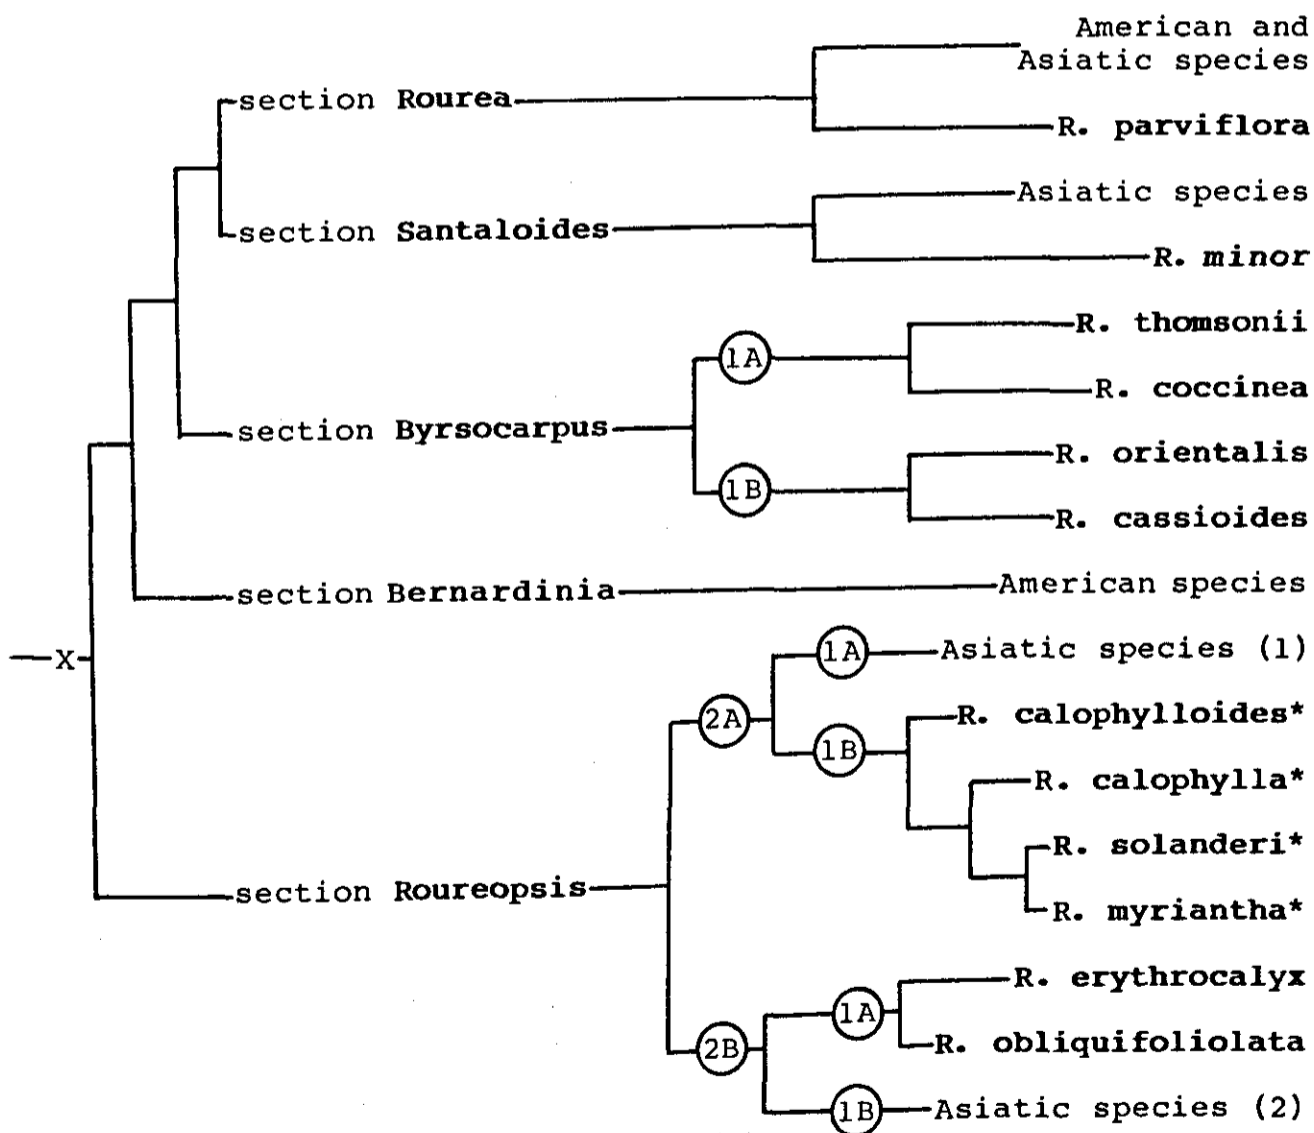 American and
Asiatic species
section Rourea
R. parviflora
Asiatic species
section Santaloides
R. minor
R. thomsonii
1A
R. coccinea
section Byrsocarpus
R. orientalis
1B
R. cassioides
section Bernardinia
American species
X
1A
Asiatic species (1)
2A
R. calophylloides*
1B
R. calophylla*
R. solanderi*
section Roureopsis
R. myriantha*
R. erythrocalyx
1A
2B
R. obliquifoliolata
1B
Asiatic species (2)